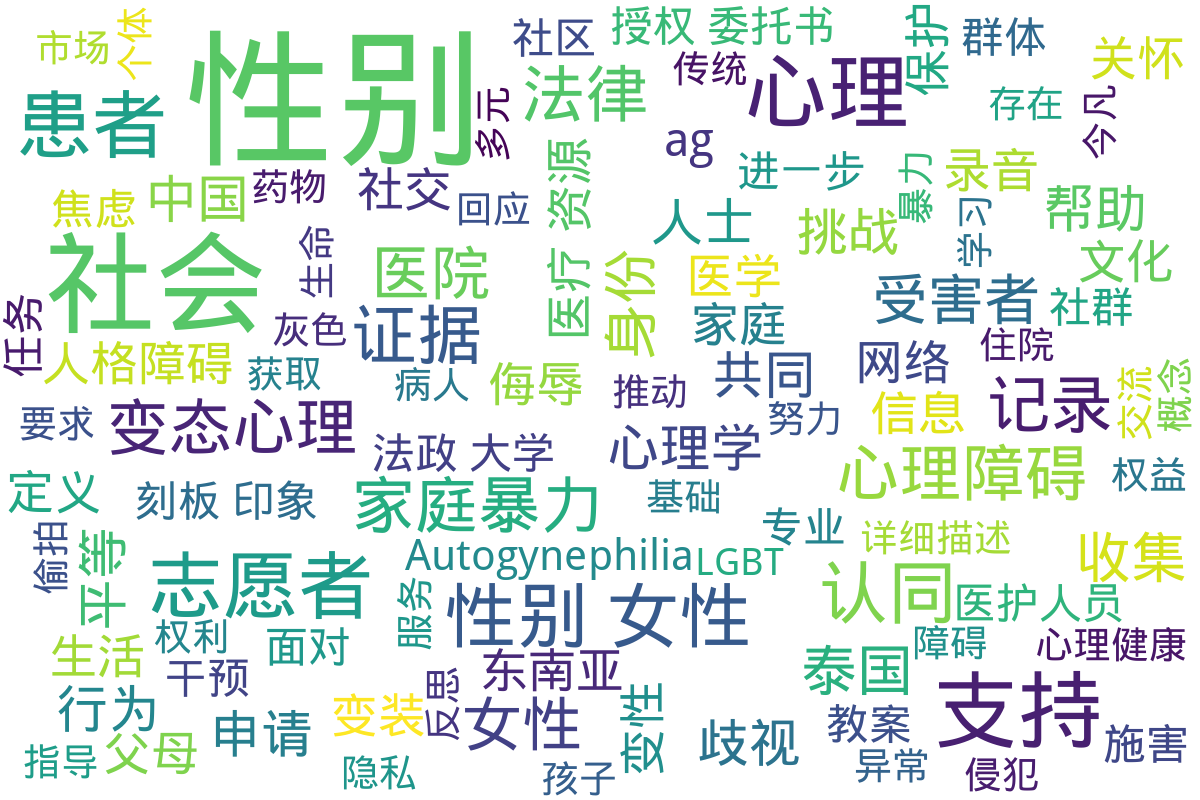 市场
个体
性别
患者
社区
授权 委托书
保护
群体
关怀
法律
传统
心理
多元
ag
存在
今凡
焦虑
中国
药物
社交
回应
医疗 资源
进一步
暴力
录音
帮助
人士
挑战
学习
文化
社会
生命
医院
身份
医学
受害者
社群
任务
灰色
证据
家庭
住院
人格障碍
获取
病人
侮辱
推动
共同
网络
交流
概念
要求
变态心理
努力
信息
记录
法政 大学
心理学
心理障碍
权益
定义
刻板 印象
家庭暴力
基础
专业
详细描述
偷拍
平等
志愿者
Autogynephilia
LGBT
收集
服务
性别 女性
认同
医护人员
生活
权利
面对
东南亚
泰国
障碍
心理健康
干预
反思
支持
行为
申请
变装
女性
变性
歧视
教案
施害
指导
父母
隐私
孩子
异常
侵犯